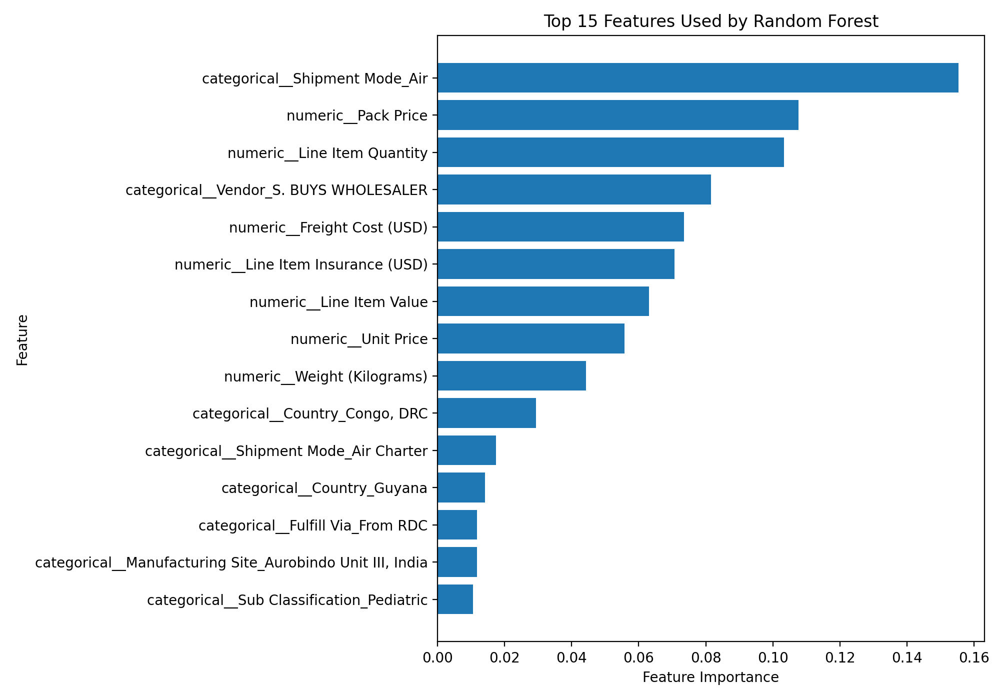 Top 15 Features Used by Random Forest
categorical__Shipment Mode_Air
numeric__Pack Price
numeric__Line Item Quantity
categorical__Vendor_S. BUYS WHOLESALER
numeric__Freight Cost (USD)
numeric__Line Item Insurance (USD)
numeric__Line Item Value
numeric__Unit Price
numeric__Weight (Kilograms)
categorical__Country_Congo, DRC
categorical__Shipment Mode_Air Charter
categorical__Country_Guyana
categorical__Fulfill Via_From RDC
categorical__Manufacturing Site_Aurobindo Unit III, India
categorical__Sub Classification_Pediatric
Feature
0.00 0.02 0.04 0.06 0.08 0.10 0.12 0.14 0.16
Feature Importance